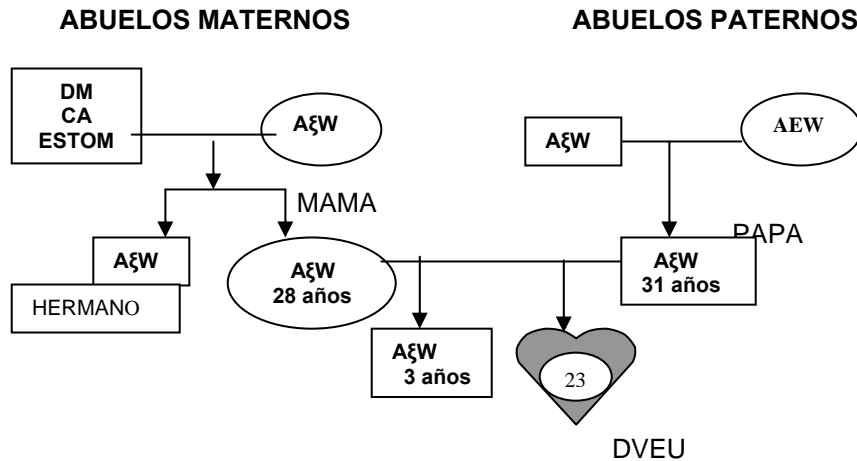 ABUELOS MATERNOS
ABUELOS PATERNOS
DM
CA
ESTOM
AξW
AξW
AEW
MAMA
PAPA
AξW
HERMANO
AξW
28 años
AξW
31 años
AξW
3 años
23
DVEU